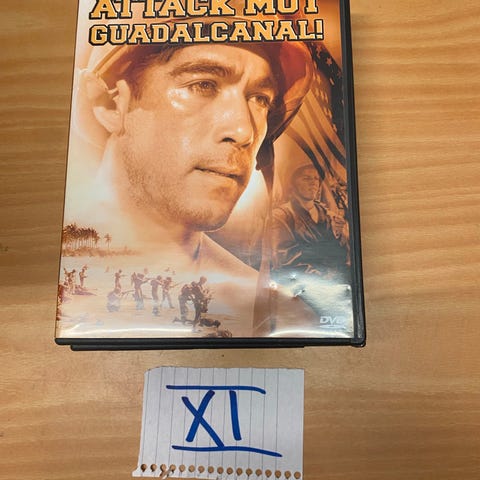 ATTACK MOT
GUADALCANAL!
DVD
XI